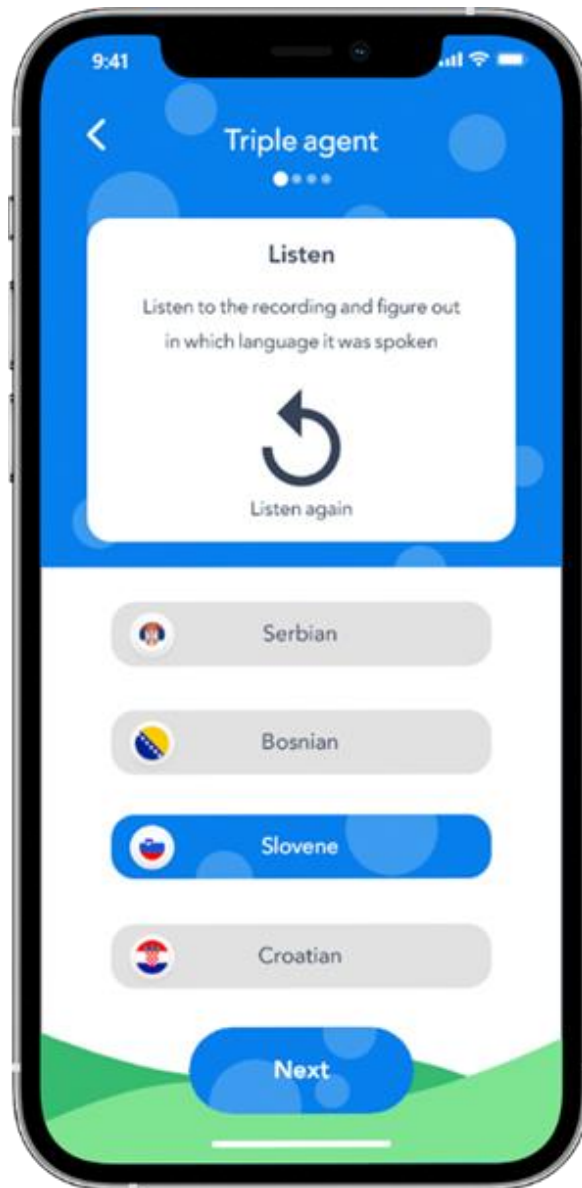 9:41
Triple agent
Listen
Listen to the recording and figure out
in which language it was spoken
Listen again
Serbian
Bosnian
Slovene
Croatian
Next